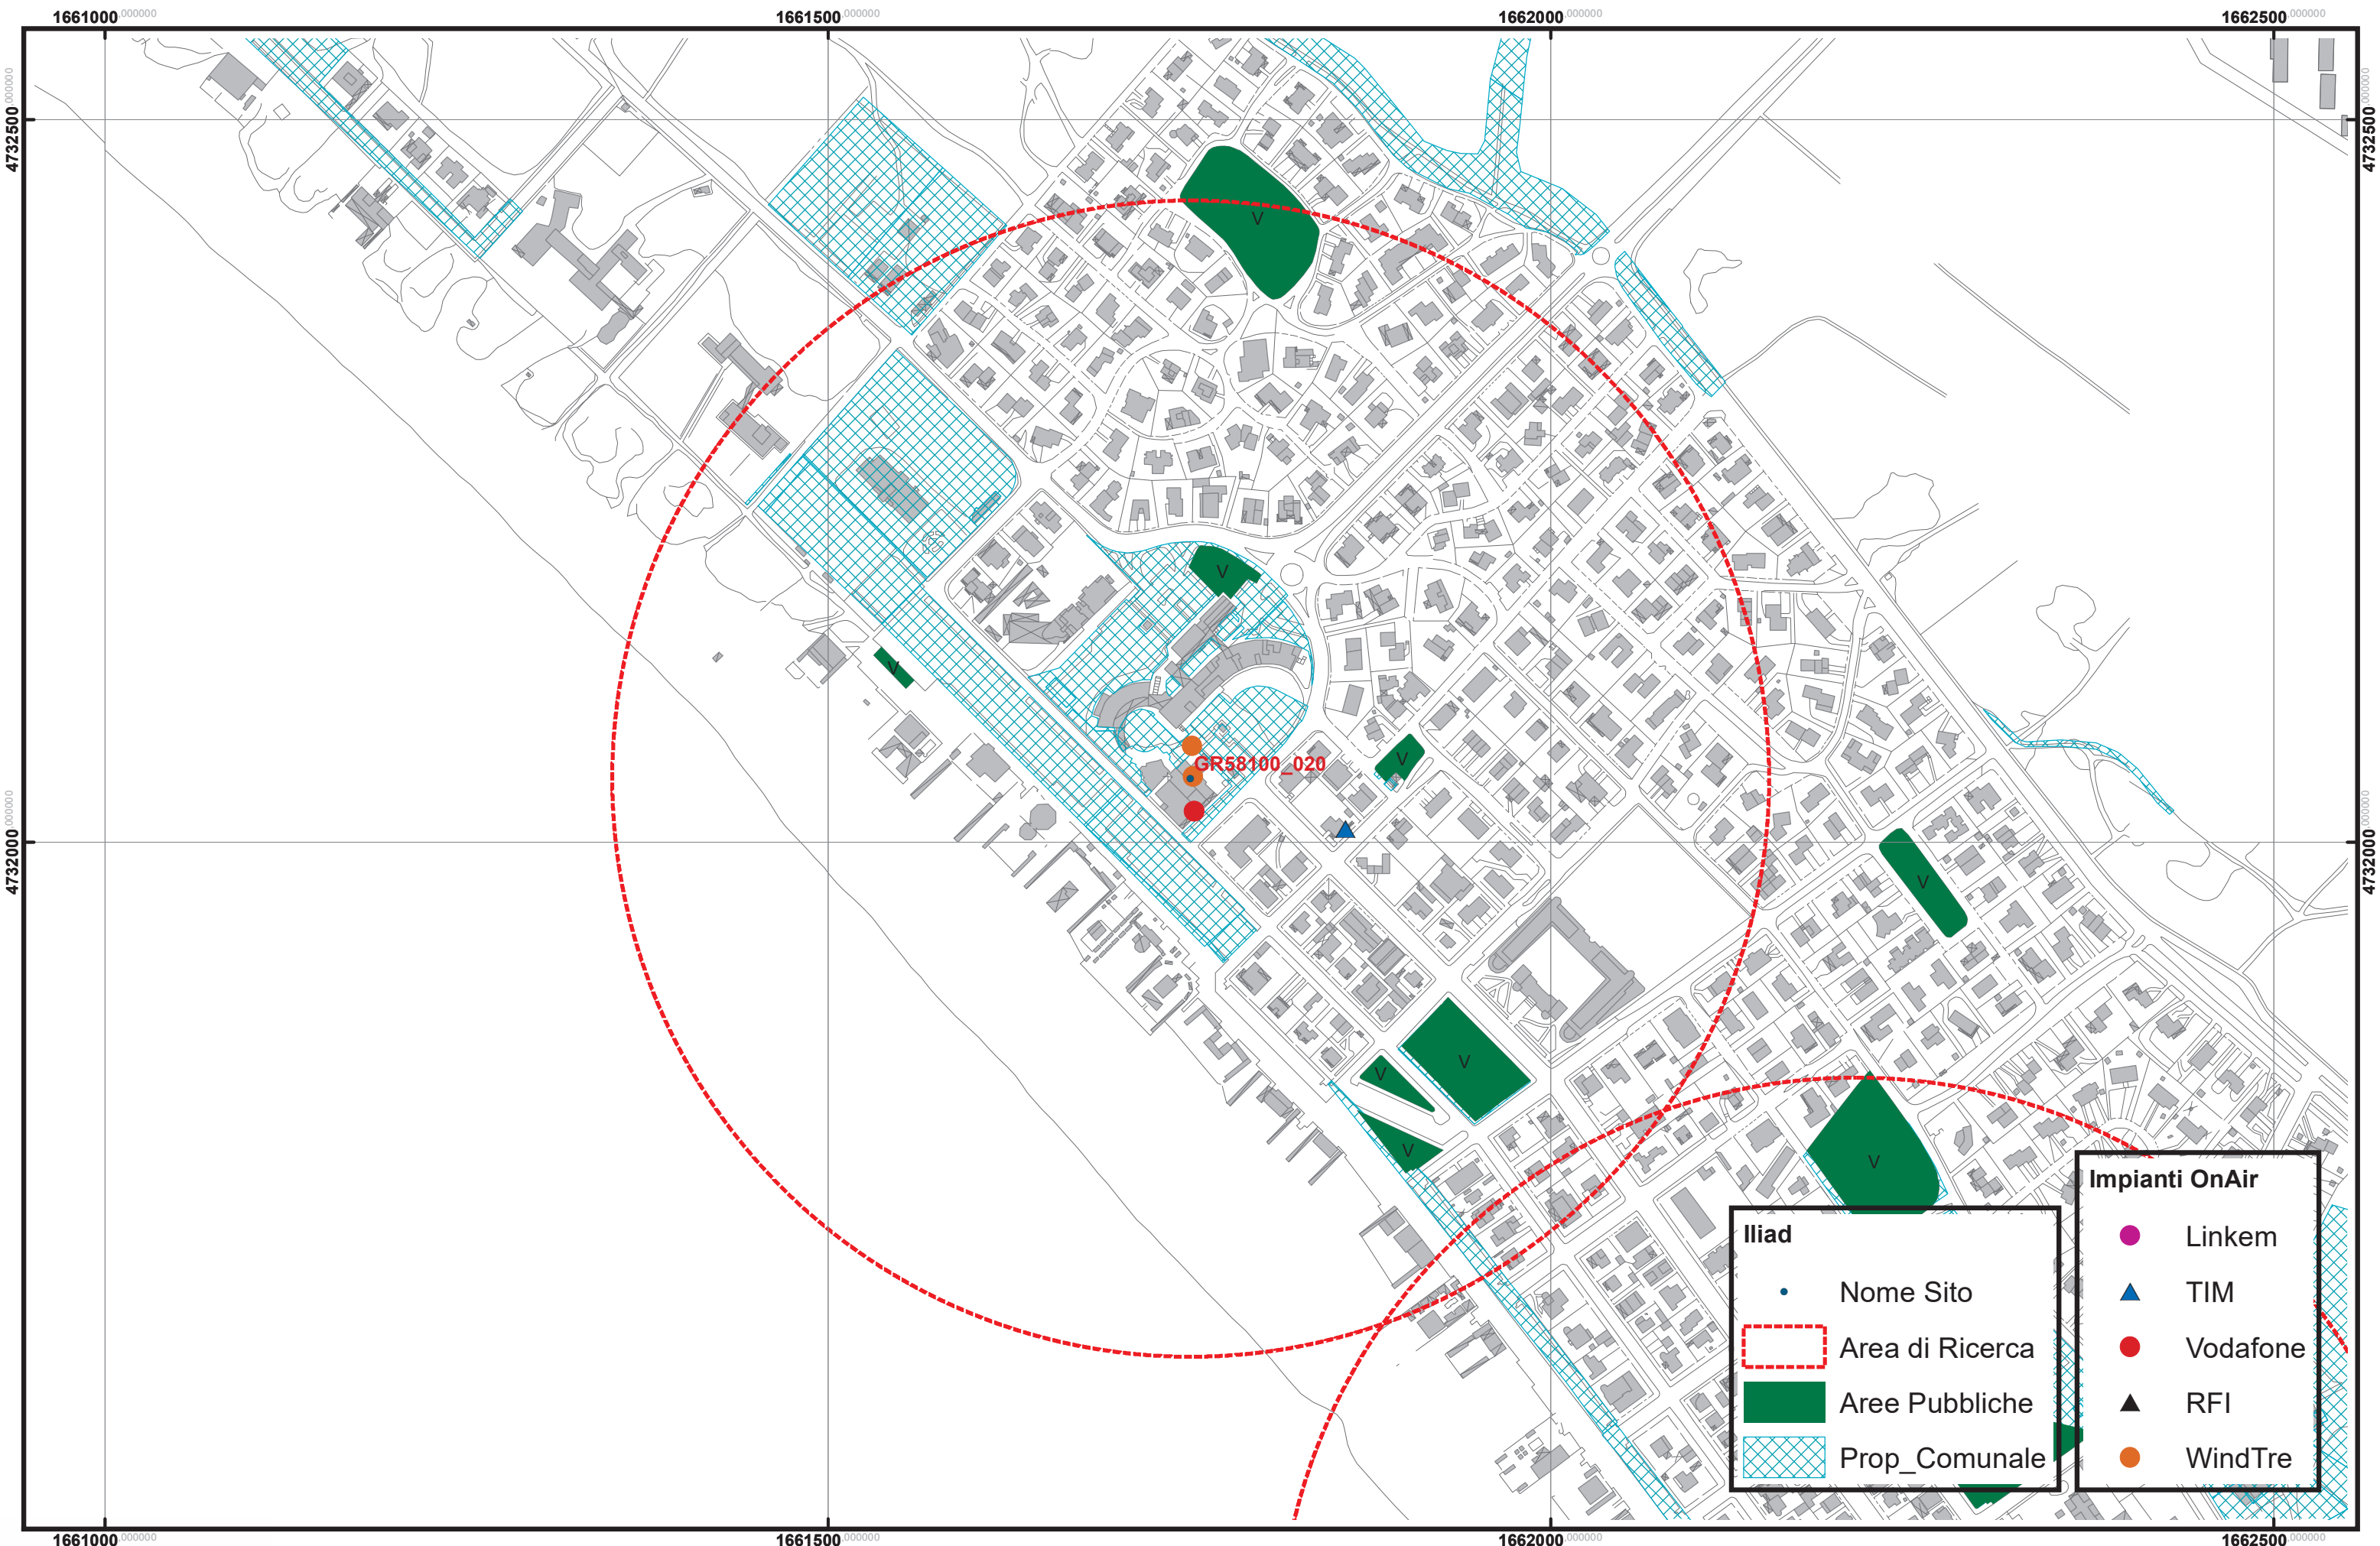 1661000.000000 1661500.000000 1662000.000000 1662500.000000
4732500.000000 4732500.000000
V
V
V
GR58100_020
V
4732000.000000 4732000.000000
V
V
V
V
V
Impianti OnAir
Linkem
TIM
Vodafone
RFI
WindTre
Iliad
Nome Sito
Area di Ricerca
Aree Pubbliche
Prop_Comunale
1661000.000000 1661500.000000 1662000.000000 1662500.000000